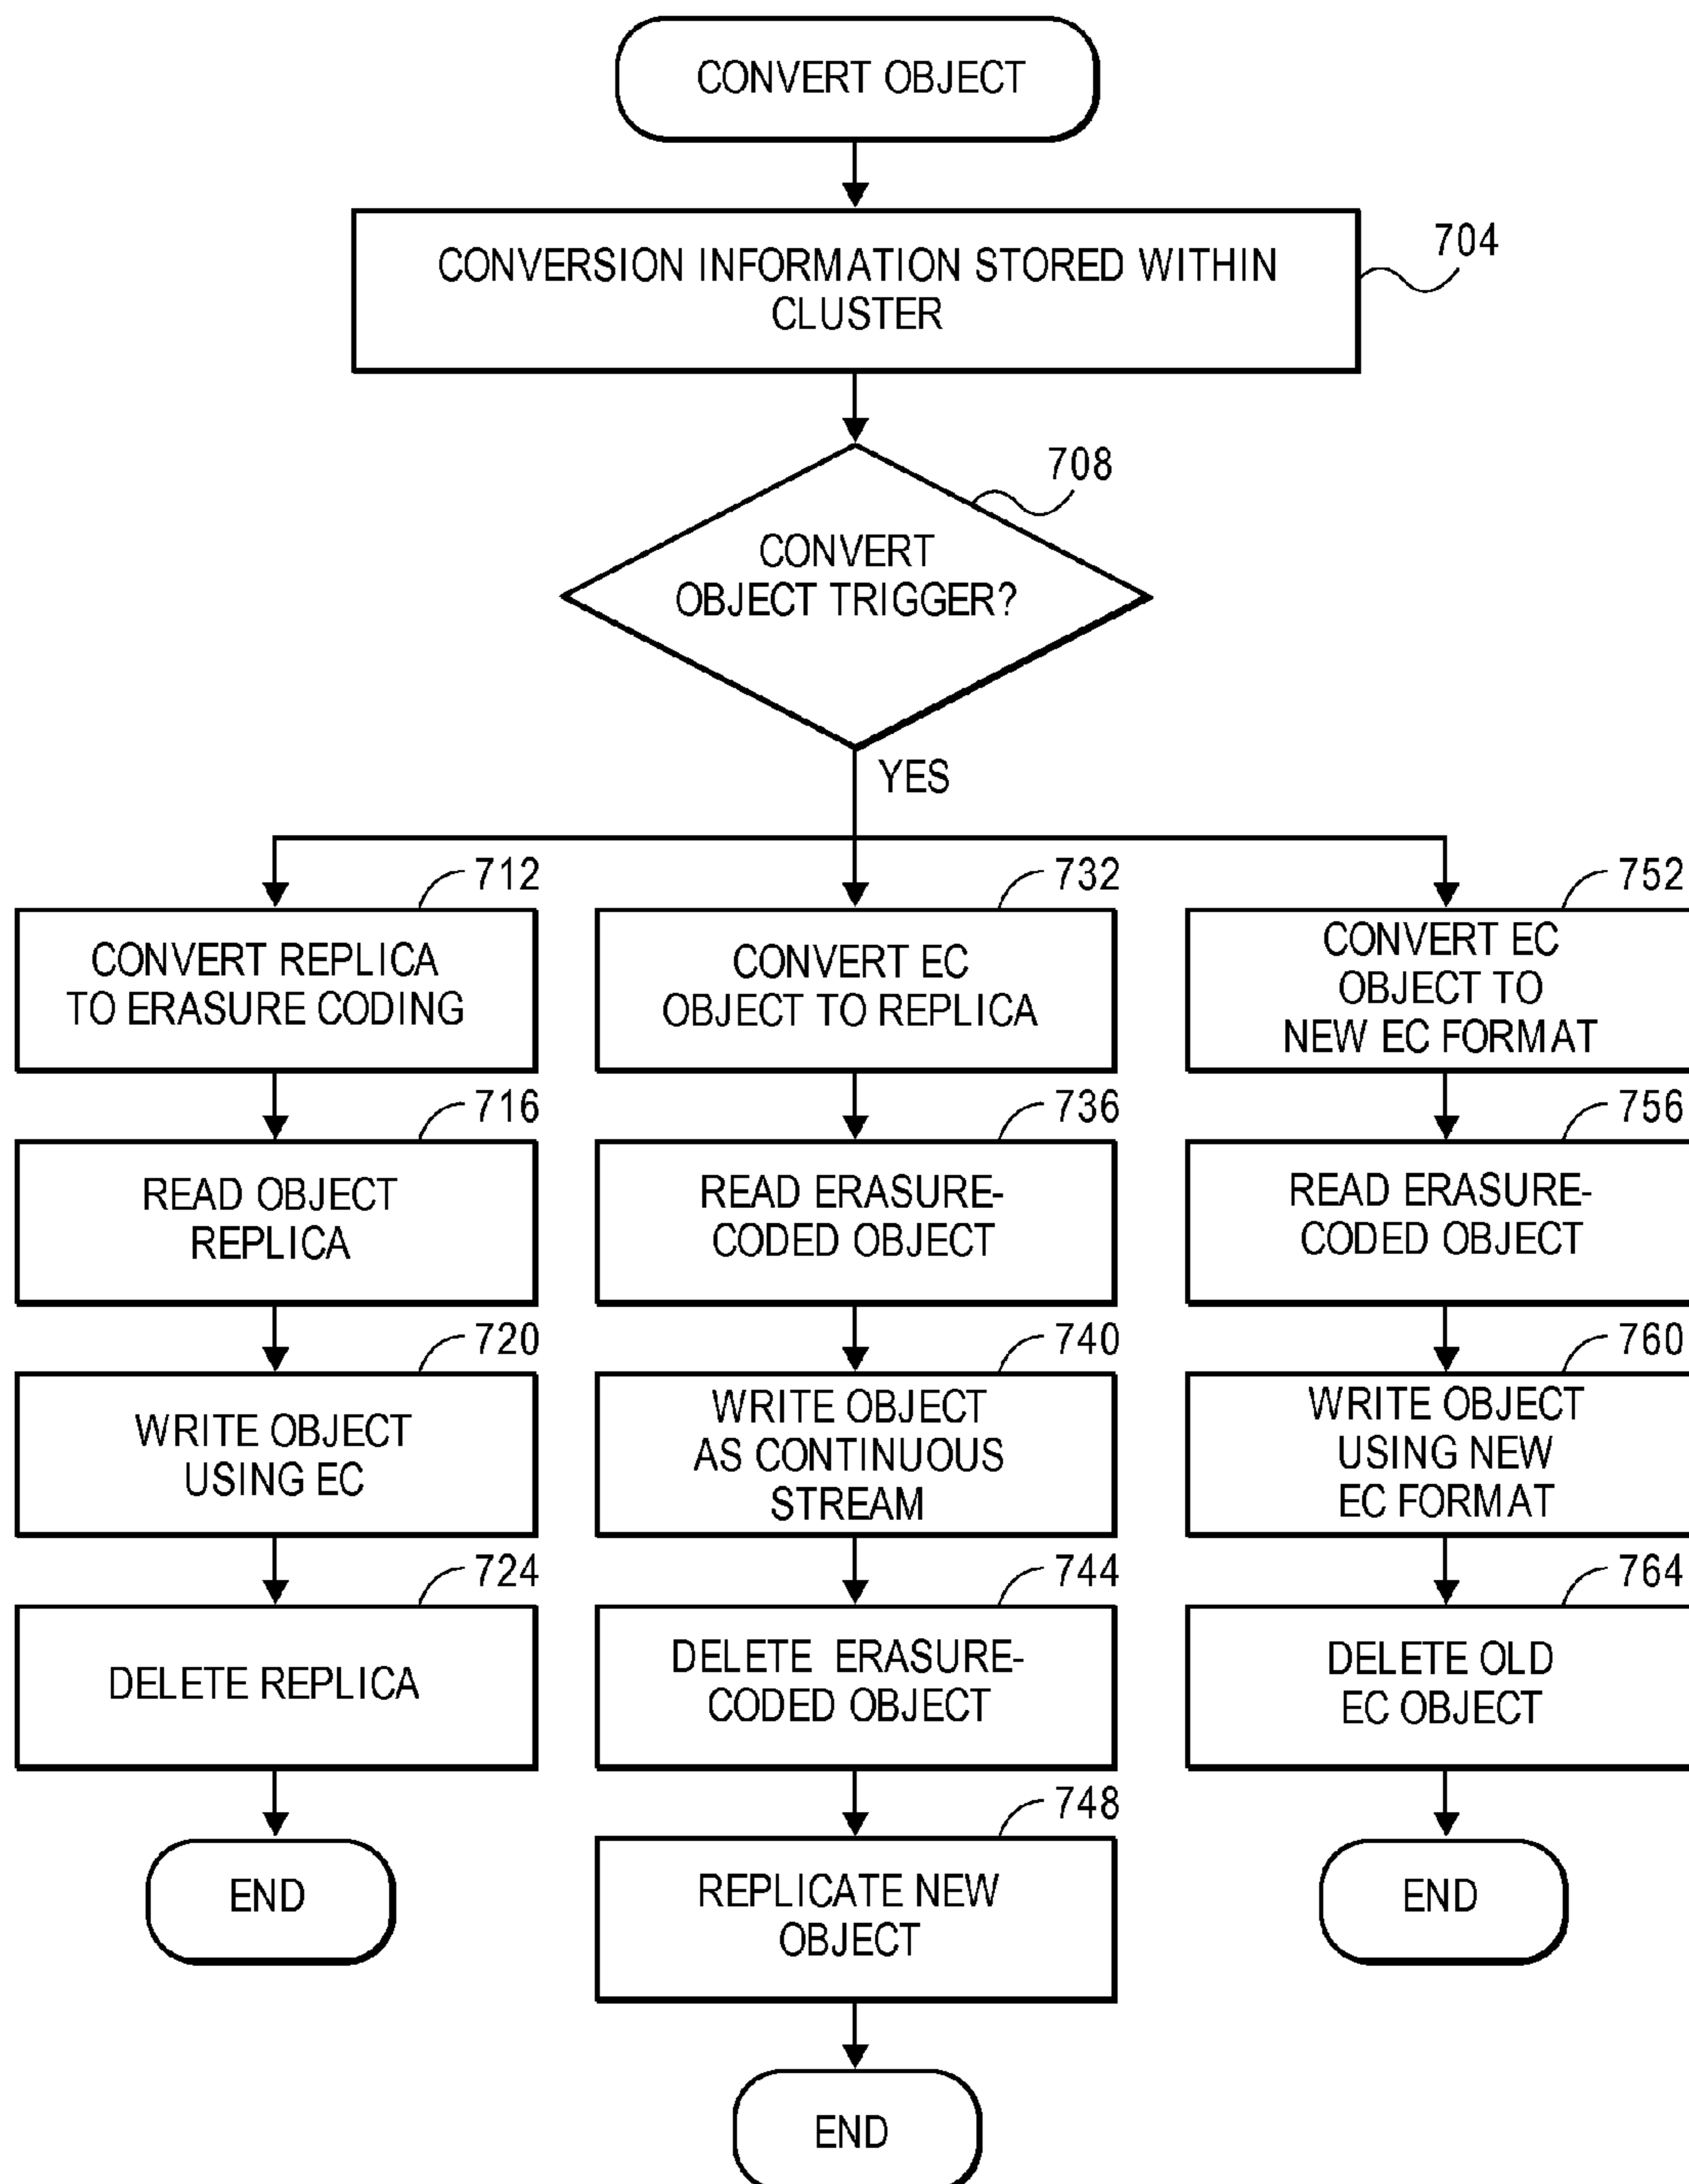 CONVERT OBJECT
CONVERSION INFORMATION STORED WITHIN
CLUSTER
704
708
CONVERT
OBJECT TRIGGER?
YES
712
CONVERT REPLICA
TO ERASURE CODING
716
READ OBJECT
REPLICA
720
WRITE OBJECT
USING EC
724
DELETE REPLICA
END
732
CONVERT EC
OBJECT TO REPLICA
736
READ ERASURE-
CODED OBJECT
740
WRITE OBJECT
AS CONTINUOUS
STREAM
744
DELETE ERASURE-
CODED OBJECT
748
REPLICATE NEW
OBJECT
END
752
CONVERT EC
OBJECT TO
NEW EC FORMAT
756
READ ERASURE-
CODED OBJECT
760
WRITE OBJECT
USING NEW
EC FORMAT
764
DELETE OLD
EC OBJECT
END